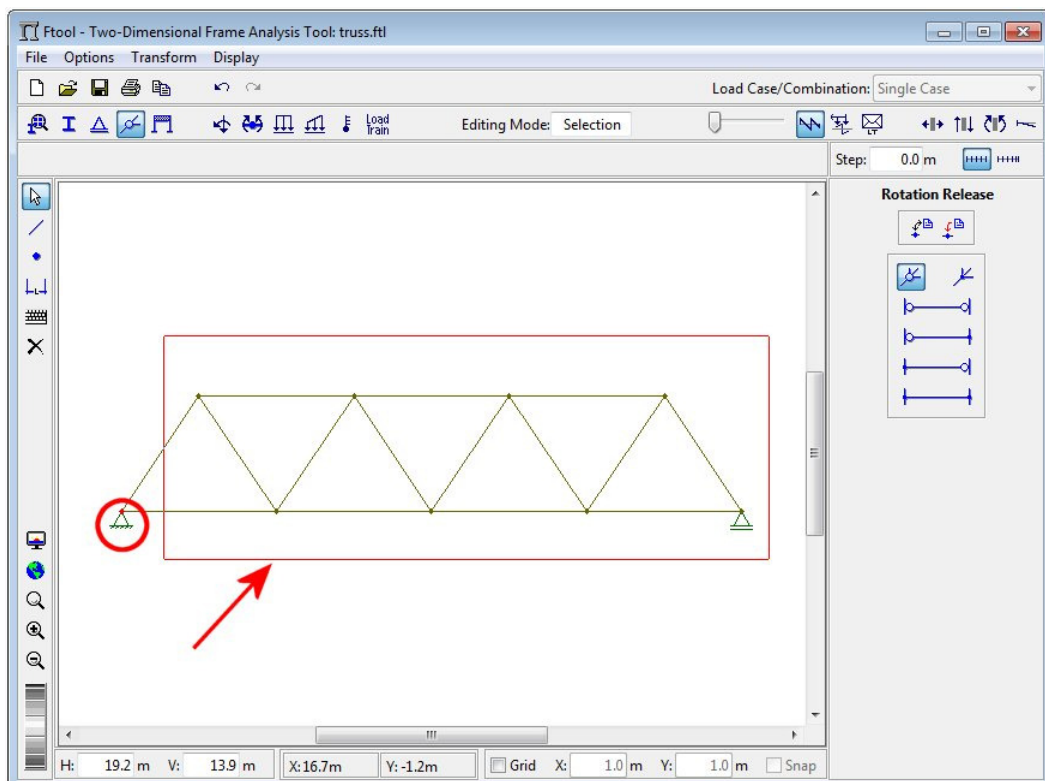 Ftool - Two-Dimensional Frame Analysis Tool: truss.ftl
File Options Transform Display
Load Case/Combination: Single Case
Load Train Editing Mode: Selection LT
Step: 0.0 m
Rotation Release
L
H: 19.2 m V: 13.9 m X:16.7m Y: -1.2m Grid X: 1.0 m Y: 1.0 m Snap